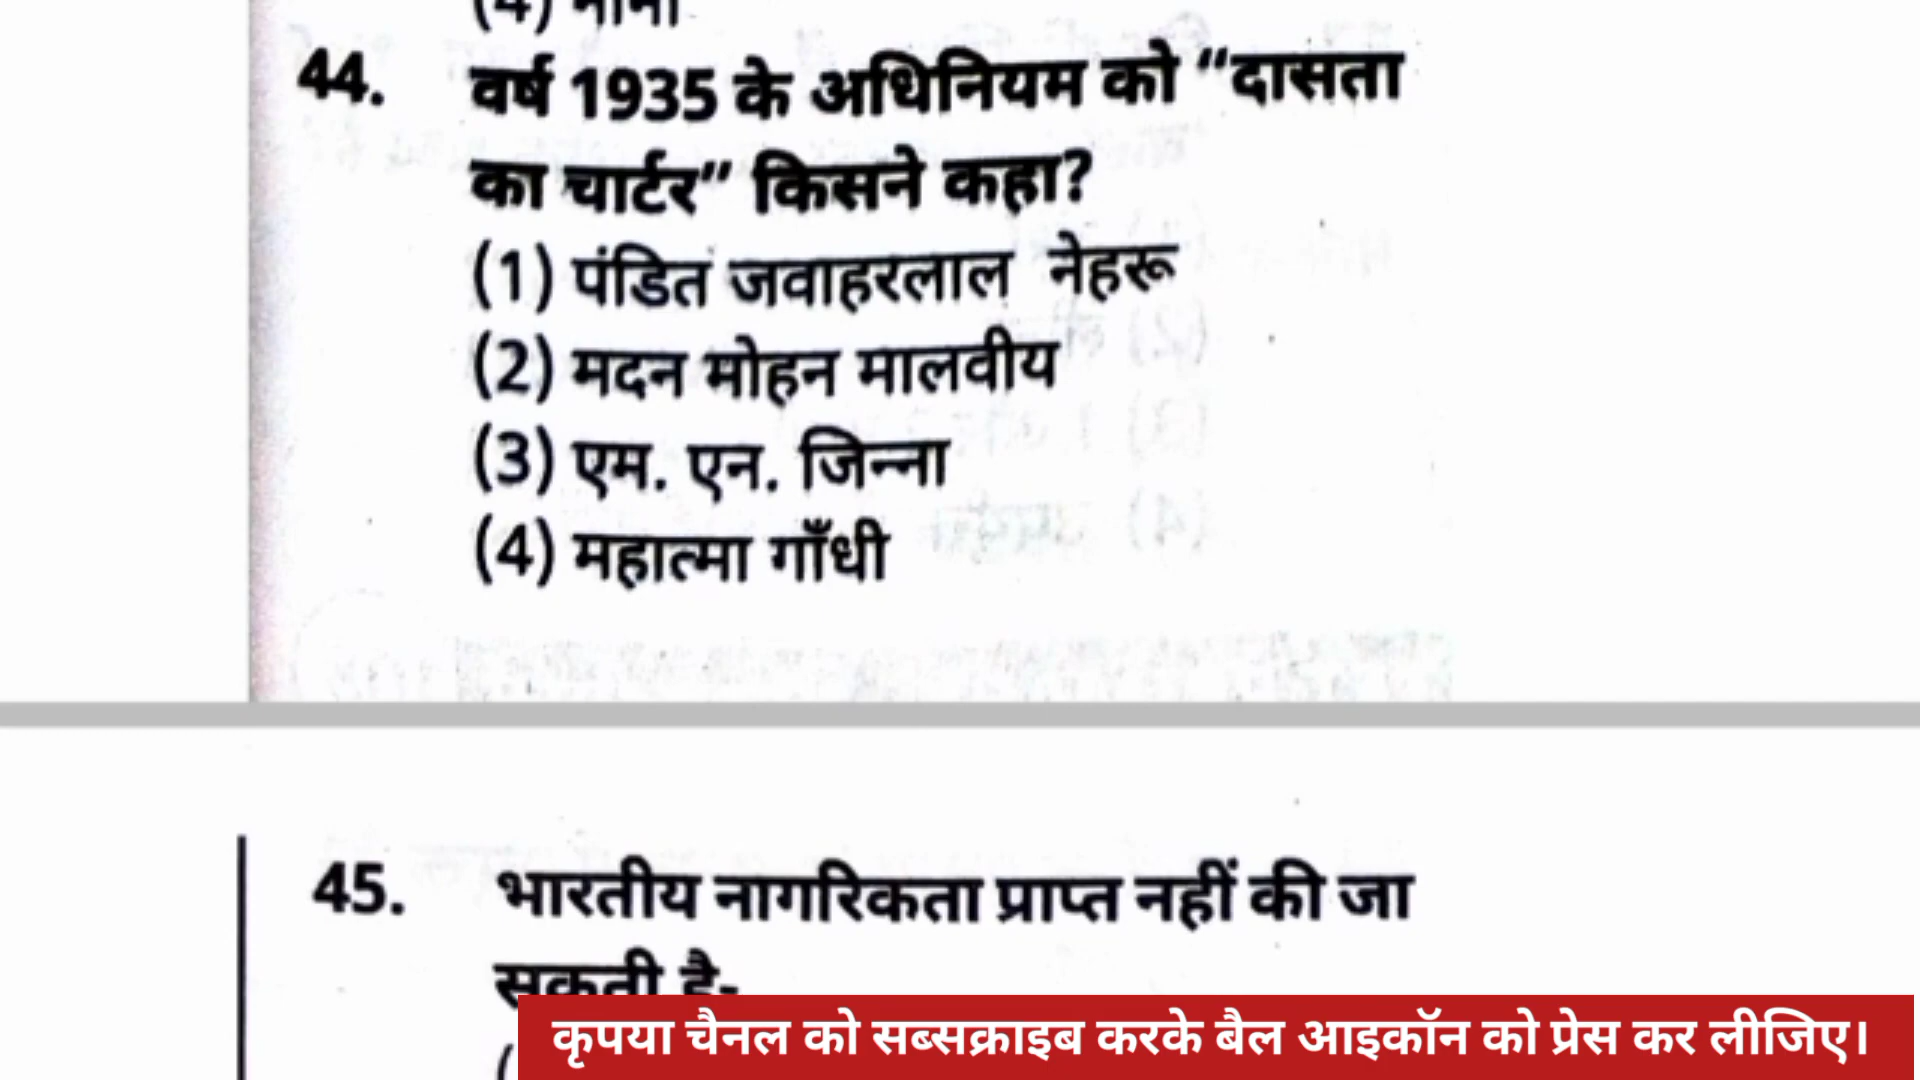 44. वर्ष 1935 के अधिनियम को “दासता
का चार्टर” किसने कहा?
(1) पंडित जवाहरलाल नेहरू
(2) मदन मोहन मालवीय
(3) एम. एन. जिन्ना
(4) महात्मा गाँधी
45. भारतीय नागरिकता प्राप्त नहीं की जा
सकती है-
कृपया चैनल को सब्सक्राइब करके बैल आइकॉन को प्रेस कर लीजिए।